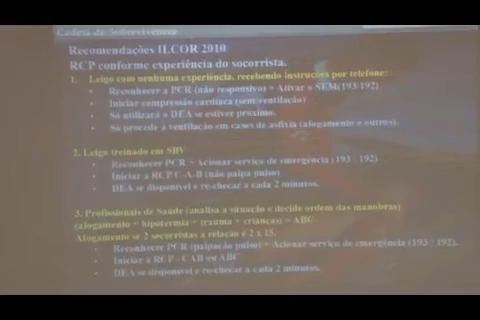 Cadeia de Sobrevivência
Recomendações ILCOR 2010
RCP conforme experiência do socorrista.
1. Leigo com nenhuma experiência, recebendo instruções por telefone:
• Reconhecer a PCR (não responsivo) = Ativar o SEM(193/192)
• Iniciar compressão cardíaca (sem ventilação)
• Só utilizará o DEA se estiver próximo.
• Só procede a ventilação em casos de asfixia (afogamento e outros).
2. Leigo treinado em SBV
• Reconhecer PCR = Acionar serviço de emergência (193 / 192)
• Iniciar a RCP C-A-B (não palpa pulso)
• DEA se disponível e re-checar a cada 2 minutos.
3. Profissionais de Saúde (analisa a situação e decide ordem das manobras)
(afogamento + hipotermia + trauma + crianças) = ABC
Afogamento se 2 socorristas a relação é 2 x 15.
• Reconhecer PCR (palpação pulso) = Acionar serviço de emergência (193 / 192).
• Iniciar a RCP - CAB ou ABC
• DEA se disponível e re-checar a cada 2 minutos.